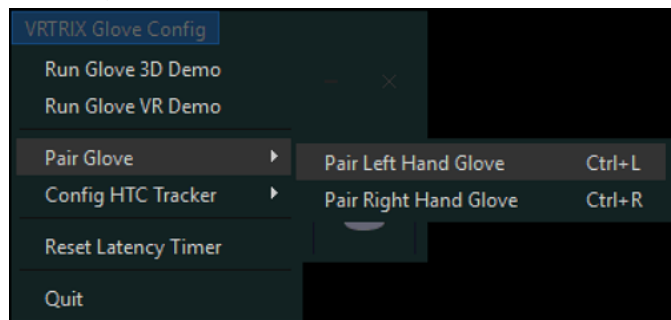 VRTRIX Glove Config
Run Glove 3D Demo
Run Glove VR Demo
Pair Glove
Config HTC Tracker
Reset Latency Timer
Quit
Pair Left Hand Glove Ctrl+L
Pair Right Hand Glove Ctrl+R